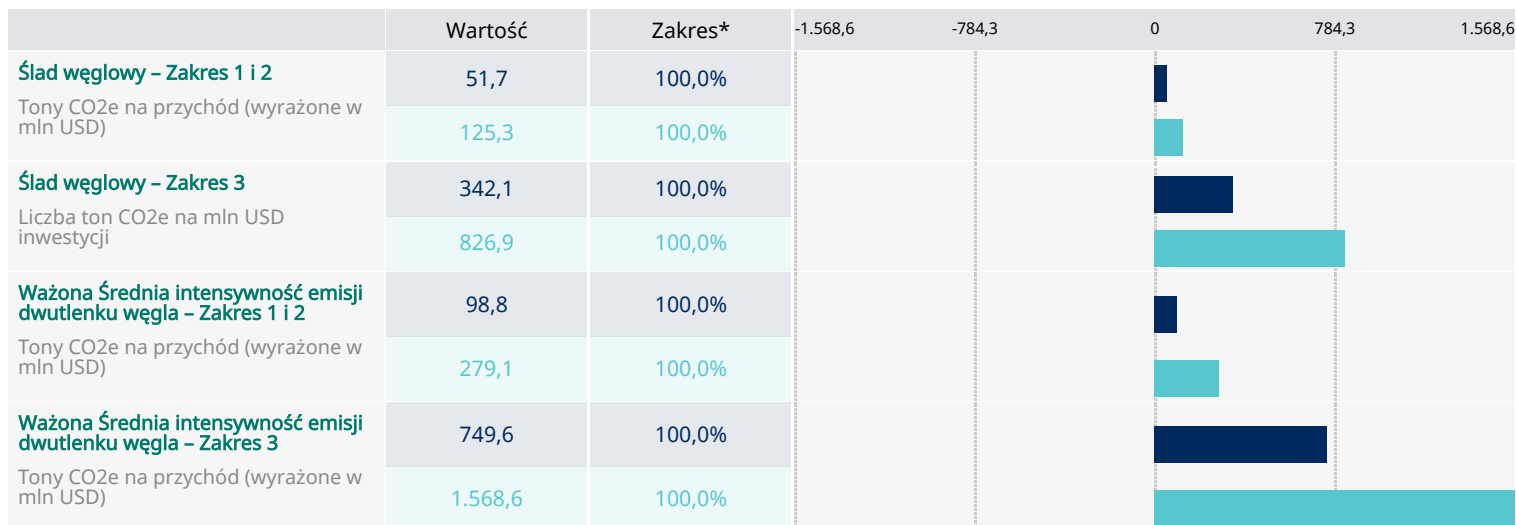 Wartość Zakres* -1.568,6 -784,3 0 784,3 1.568,6
Ślad węglowy – Zakres 1 i 2
Tony CO2e na przychód (wyrażone w
mln USD)
51,7 100,0%
125,3 100,0%
Ślad węglowy – Zakres 3
Liczba ton CO2e na mln USD
inwestycji
342,1 100,0%
826,9 100,0%
Ważona Średnia intensywność emisji
dwutlenku węgla – Zakres 1 i 2
Tony CO2e na przychód (wyrażone w
mln USD)
98,8 100,0%
279,1 100,0%
Ważona Średnia intensywność emisji
dwutlenku węgla – Zakres 3
Tony CO2e na przychód (wyrażone w
mln USD)
749,6 100,0%
1.568,6 100,0%